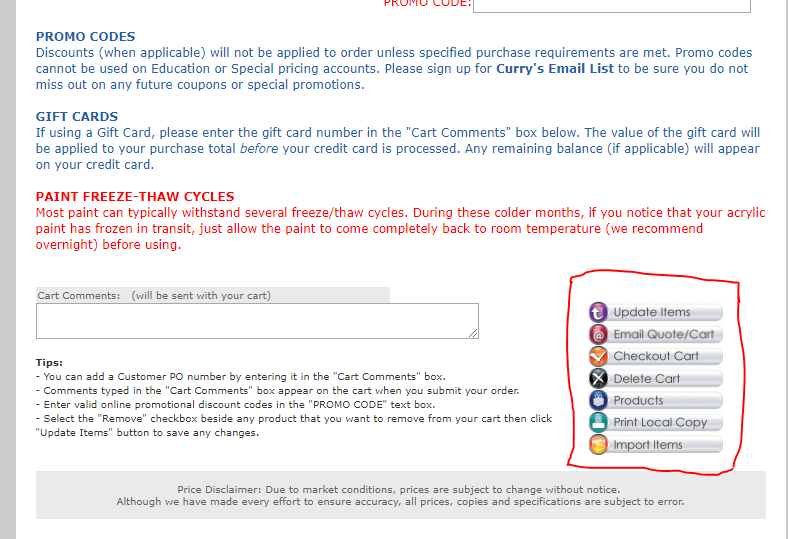 PROMO CODE:
PROMO CODES
Discounts (when applicable) will not be applied to order unless specified purchase requirements are met. Promo codes
cannot be used on Education or Special pricing accounts. Please sign up for Curry's Email List to be sure you do not
miss out on any future coupons or special promotions.
GIFT CARDS
If using a Gift Card, please enter the gift card number in the "Cart Comments" box below. The value of the gift card will
be applied to your purchase total before your credit card is processed. Any remaining balance (if applicable) will appear
on your credit card.
PAINT FREEZE-THAW CYCLES
Most paint can typically withstand several freeze/thaw cycles. During these colder months, if you notice that your acrylic
paint has frozen in transit, just allow the paint to come completely back to room temperature (we recommend
overnight) before using.
Cart Comments: (will be sent with your cart)
Tips:
- You can add a Customer PO number by entering it in the "Cart Comments" box.
- Comments typed in the "Cart Comments" box appear on the cart when you submit your order.
- Enter valid online promotional discount codes in the "PROMO CODE" text box.
- Select the "Remove" checkbox beside any product that you want to remove from your cart then click
"Update Items" button to save any changes.
Update Items
Email Quote/Cart
Checkout Cart
Delete Cart
Products
Print Local Copy
Import Items
Price Disclaimer: Due to market conditions, prices are subject to change without notice.
Although we have made every effort to ensure accuracy, all prices, copies and specifications are subject to error.